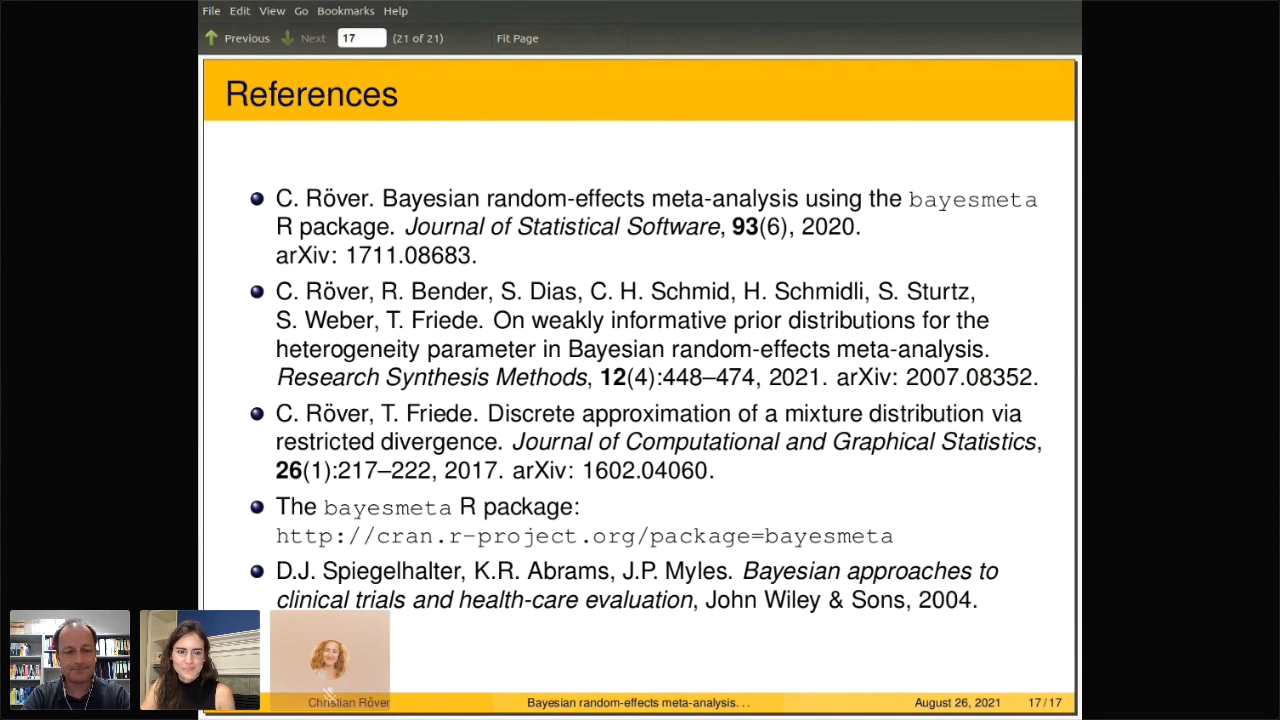 File Edit View Go Bookmarks Help
Previous Next 17 (21 of 21) Fit Page
References
C. Röver. Bayesian random-effects meta-analysis using the bayesmeta
R package. Journal of Statistical Software, 93(6), 2020.
arXiv: 1711.08683.
C. Röver, R. Bender, S. Dias, C. H. Schmid, H. Schmidli, S. Sturtz,
S. Weber, T. Friede. On weakly informative prior distributions for the
heterogeneity parameter in Bayesian random-effects meta-analysis.
Research Synthesis Methods, 12(4):448–474, 2021. arXiv: 2007.08352.
C. Röver, T. Friede. Discrete approximation of a mixture distribution via
restricted divergence. Journal of Computational and Graphical Statistics,
26(1):217–222, 2017. arXiv: 1602.04060.
The bayesmeta R package:
http://cran.r-project.org/package=bayesmeta
D.J. Spiegelhalter, K.R. Abrams, J.P. Myles. Bayesian approaches to
clinical trials and health-care evaluation, John Wiley & Sons, 2004.
Christian Röver Bayesian random-effects meta-analysis... August 26, 2021 17/17